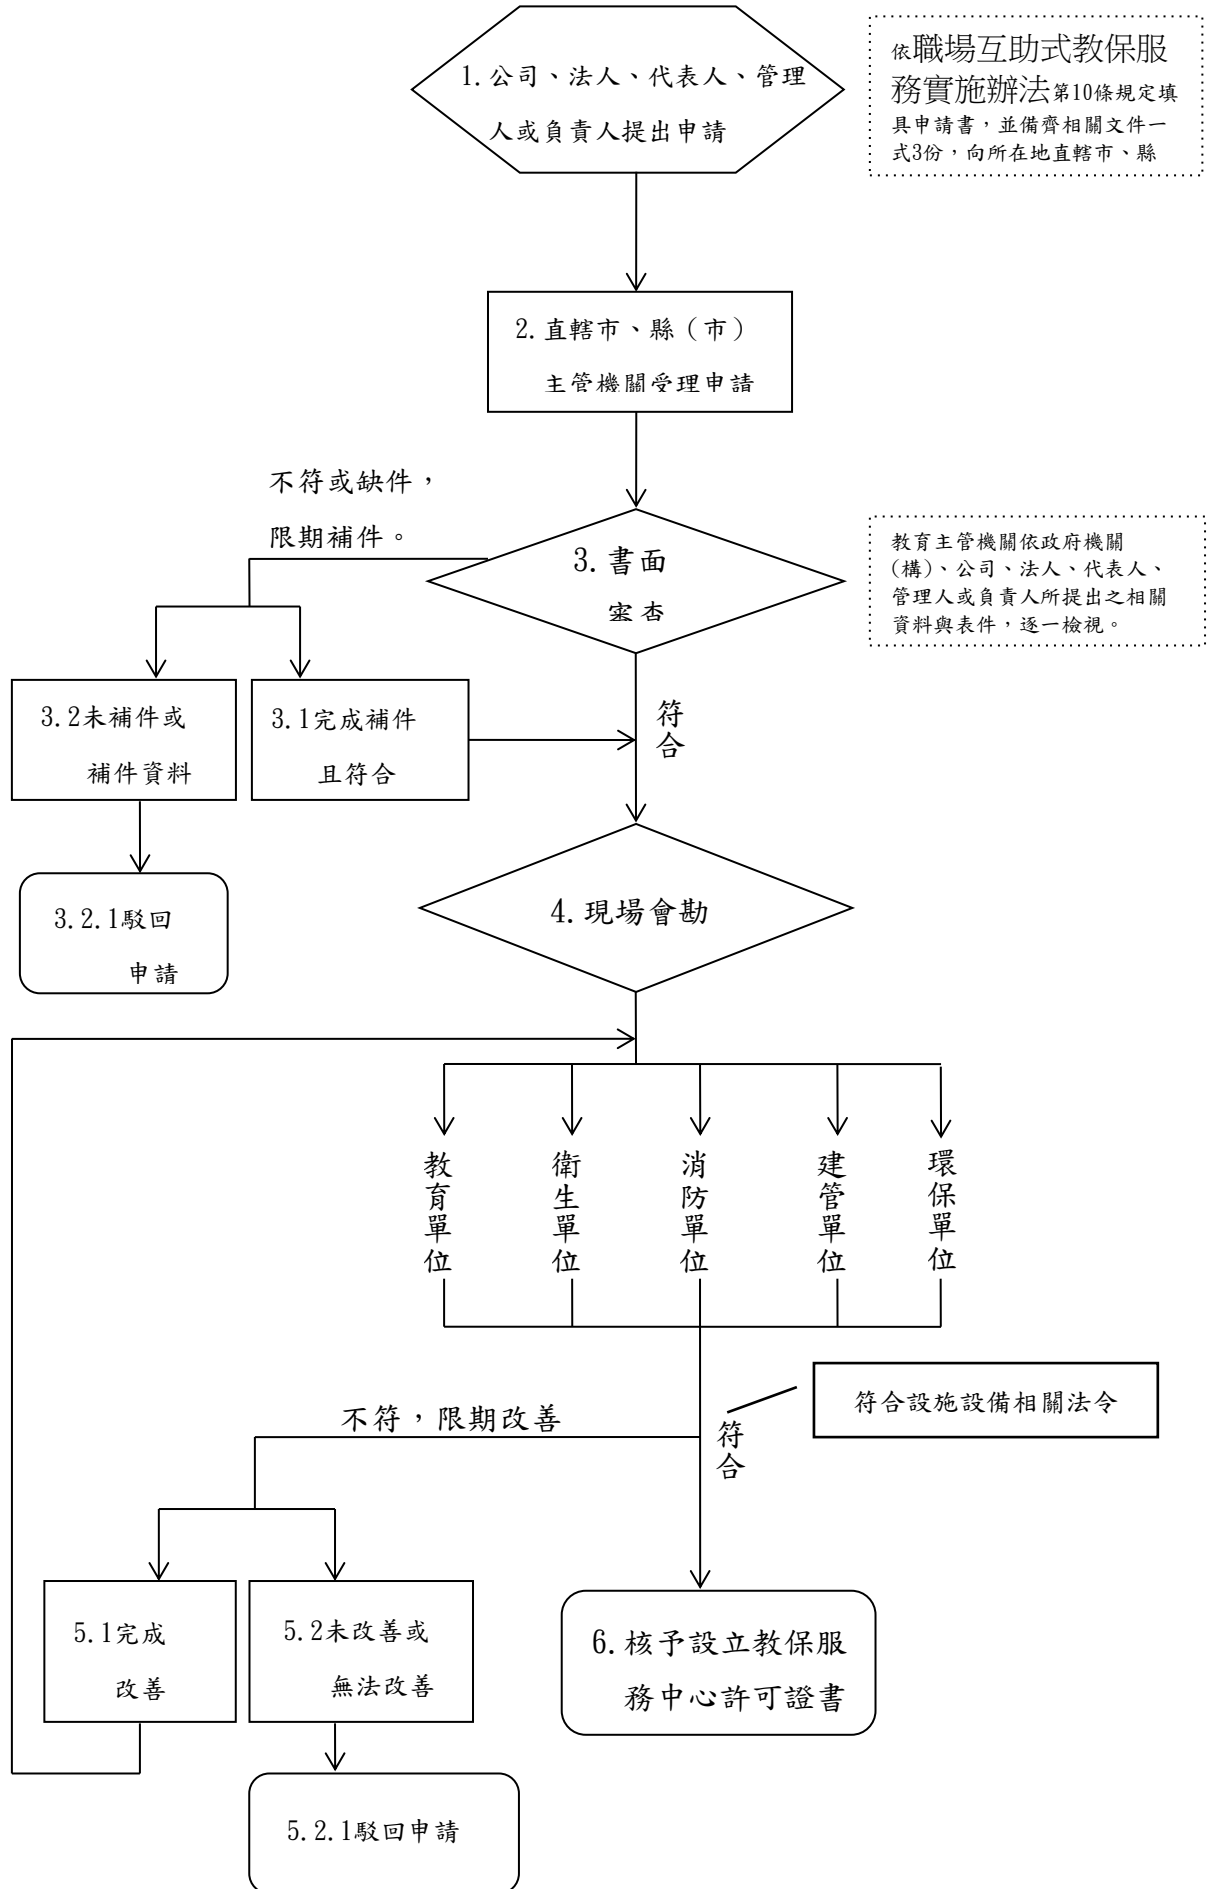 1.公司、法人、代表人、管理
人或負責人提出申請
依職場互助式教保服
務實施辦法第10條規定填
具申請書，並備齊相關文件一
式3份，向所在地直轄市、縣
2.直轄市、縣（市）
主管機關受理申請
不符或缺件，
限期補件。
3.書面
審查
教育主管機關依政府機關
(構)、公司、法人、代表人、
管理人或負責人所提出之相關
資料與表件，逐一檢視。
3.2未補件或
補件資料
3.1完成補件
且符合
符合
3.2.1駁回
申請
4.現場會勘
教育單位
衛生單位
消防單位
建管單位
環保單位
符合設施設備相關法令
不符，限期改善
符合
5.1完成
改善
5.2未改善或
無法改善
6.核予設立教保服
務中心許可證書
5.2.1駁回申請